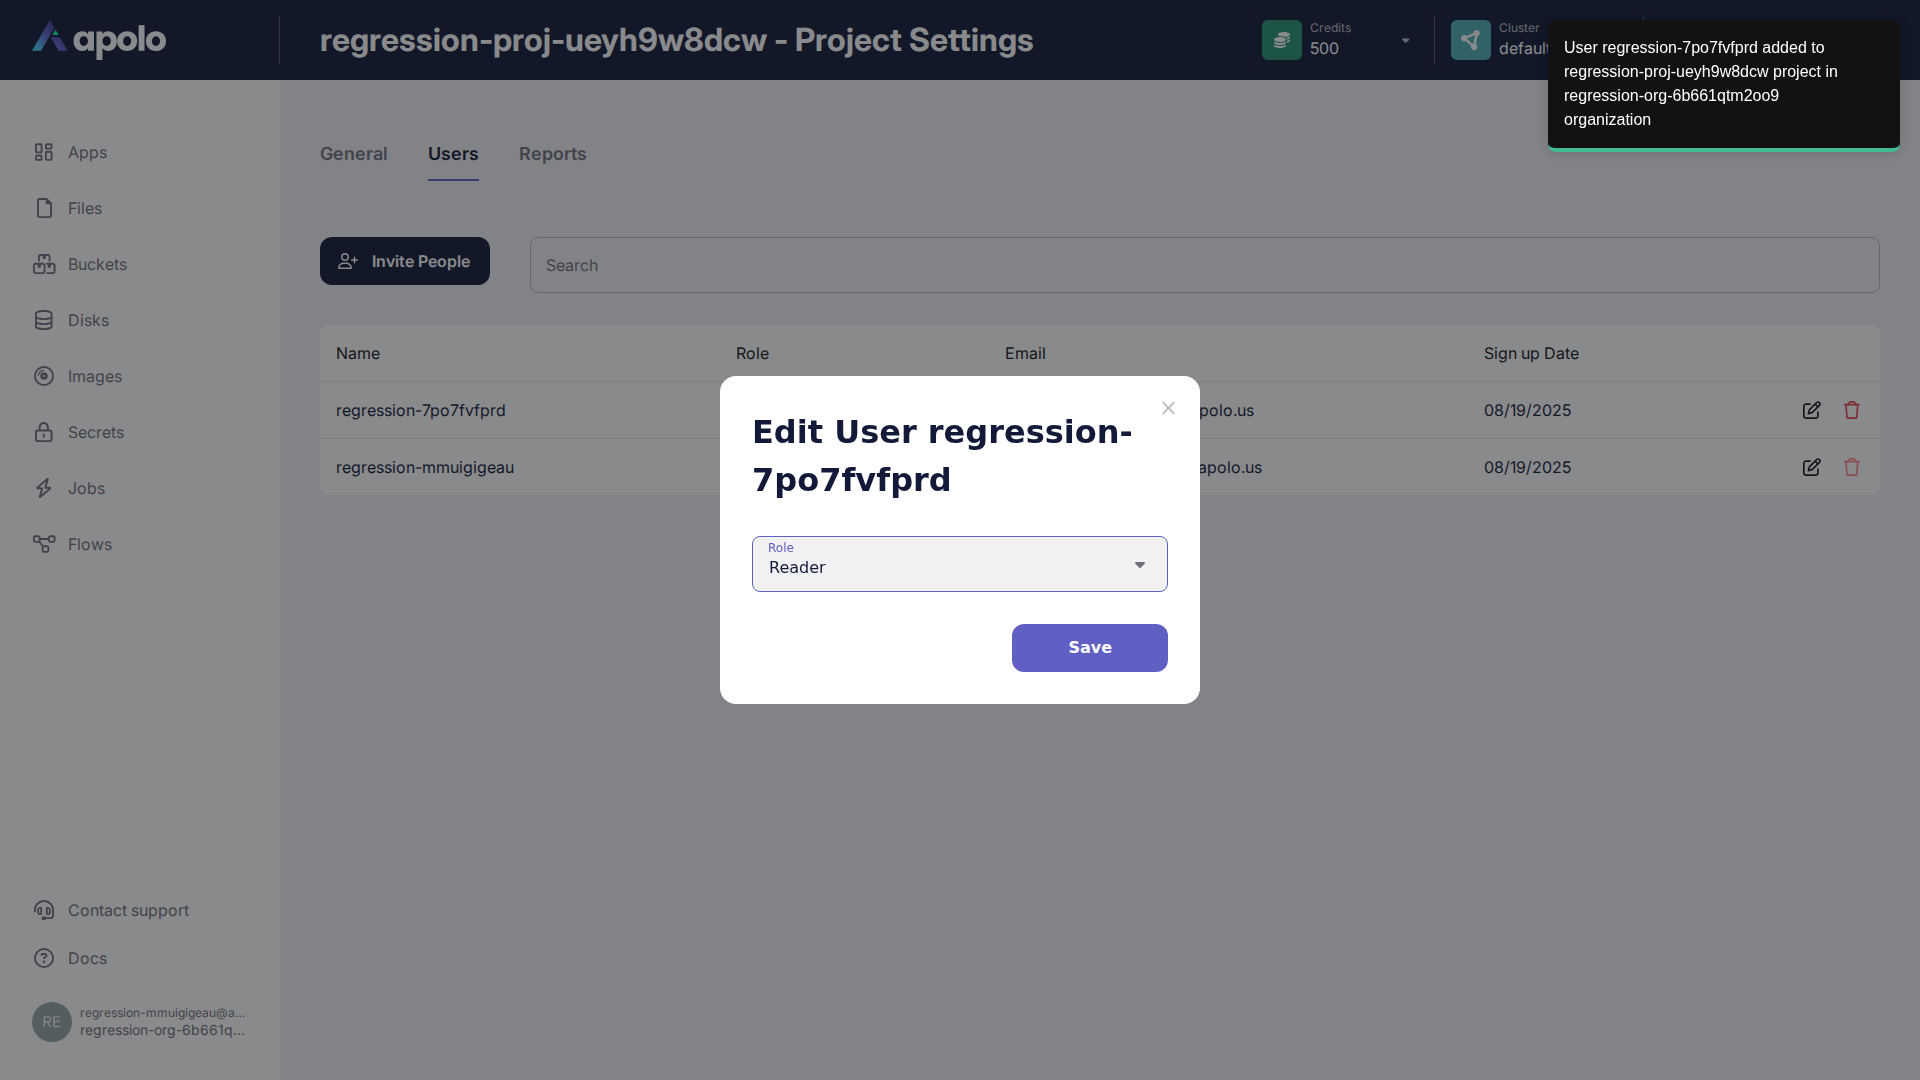 apolo
regression-proj-ueyh9w8dcw - Project Settings
Credits
500
Cluster
default
User regression-7po7fvfprd added to
regression-proj-ueyh9w8dcw project in
regression-org-6b661qtm2oo9
organization
Apps
Files
Buckets
Disks
Images
Secrets
Jobs
Flows
Contact support
Docs
RE
regression-mmuigigeau@a...
regression-org-6b661q...
General
Users
Reports
Invite People
Search
Name
Role
Email
Sign up Date
regression-7po7fvfprd
polo.us
08/19/2025
regression-mmuigigeau
apolo.us
08/19/2025
Edit User regression-
7po7fvfprd
Role
Reader
Save